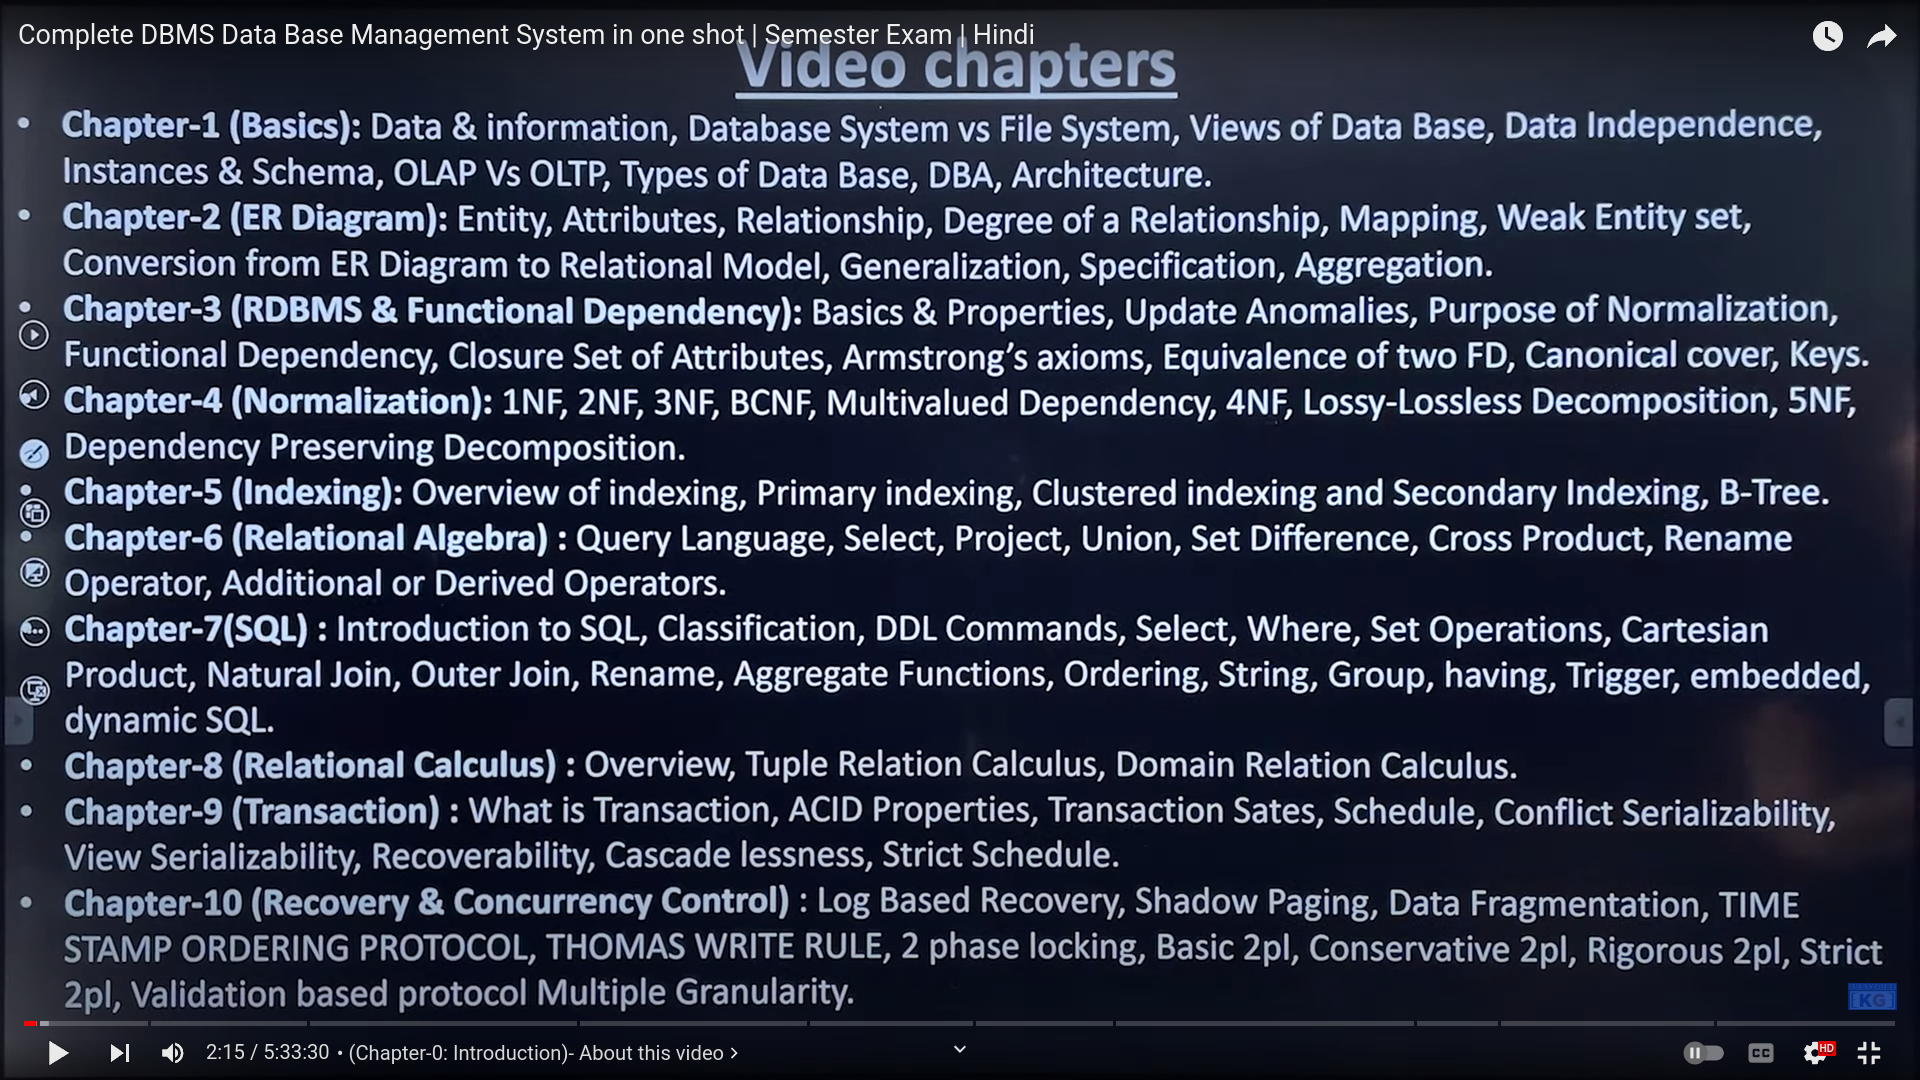 Complete DBMS Data Base Management System in one shot | Semester Exam | Hindi
Video chapters
• Chapter-1 (Basics): Data & information, Database System vs File System, Views of Data Base, Data Independence,
Instances & Schema, OLAP Vs OLTP, Types of Data Base, DBA, Architecture.
• Chapter-2 (ER Diagram): Entity, Attributes, Relationship, Degree of a Relationship, Mapping, Weak Entity set,
Conversion from ER Diagram to Relational Model, Generalization, Specification, Aggregation.
• Chapter-3 (RDBMS & Functional Dependency): Basics & Properties, Update Anomalies, Purpose of Normalization,
Functional Dependency, Closure Set of Attributes, Armstrong’s axioms, Equivalence of two FD, Canonical cover, Keys.
Chapter-4 (Normalization): 1NF, 2NF, 3NF, BCNF, Multivalued Dependency, 4NF, Lossy-Lossless Decomposition, 5NF,
Dependency Preserving Decomposition.
• Chapter-5 (Indexing): Overview of indexing, Primary indexing, Clustered indexing and Secondary Indexing, B-Tree.
• Chapter-6 (Relational Algebra) : Query Language, Select, Project, Union, Set Difference, Cross Product, Rename
Operator, Additional or Derived Operators.
Chapter-7(SQL) : Introduction to SQL, Classification, DDL Commands, Select, Where, Set Operations, Cartesian
Product, Natural Join, Outer Join, Rename, Aggregate Functions, Ordering, String, Group, having, Trigger, embedded,
dynamic SQL.
• Chapter-8 (Relational Calculus) : Overview, Tuple Relation Calculus, Domain Relation Calculus.
• Chapter-9 (Transaction) : What is Transaction, ACID Properties, Transaction Sates, Schedule, Conflict Serializability,
View Serializability, Recoverability, Cascade lessness, Strict Schedule.
• Chapter-10 (Recovery & Concurrency Control) : Log Based Recovery, Shadow Paging, Data Fragmentation, TIME
STAMP ORDERING PROTOCOL, THOMAS WRITE RULE, 2 phase locking, Basic 2pl, Conservative 2pl, Rigorous 2pl, Strict
2pl, Validation based protocol Multiple Granularity.
KG
2:15 / 5:33:30 • (Chapter-0: Introduction)- About this video
CC
HD